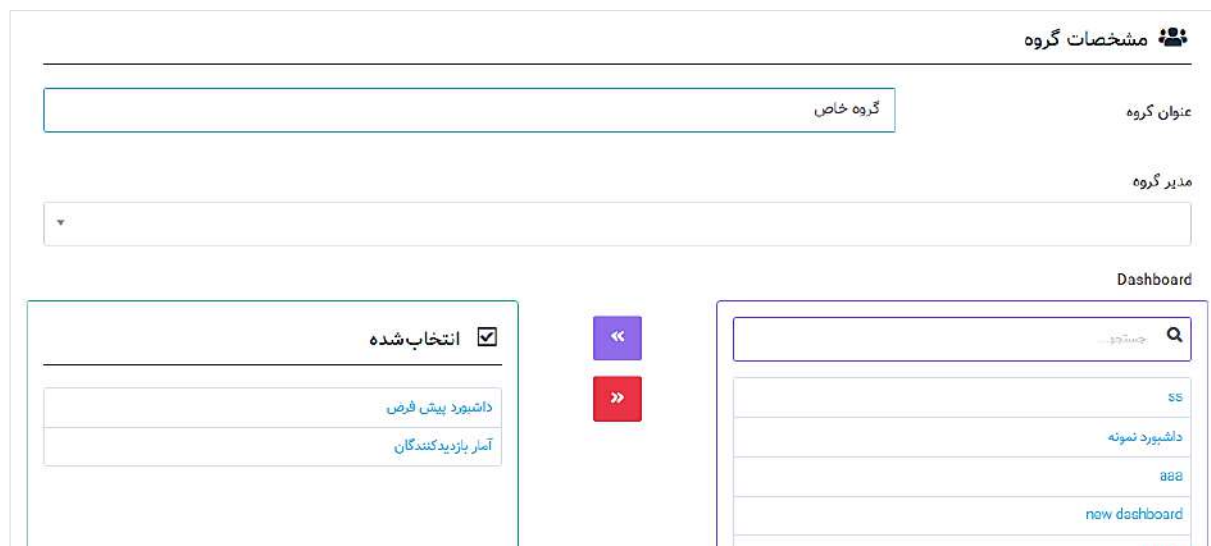 مشخصات گروه
عنوان گروه
گروه خاص
مدیر گروه
Dashboard
جستجو...
ss
داشبورد نمونه
aaa
new dashboard
انتخاب‌شده
داشبورد پیش فرض
آمار بازدیدکنندگان